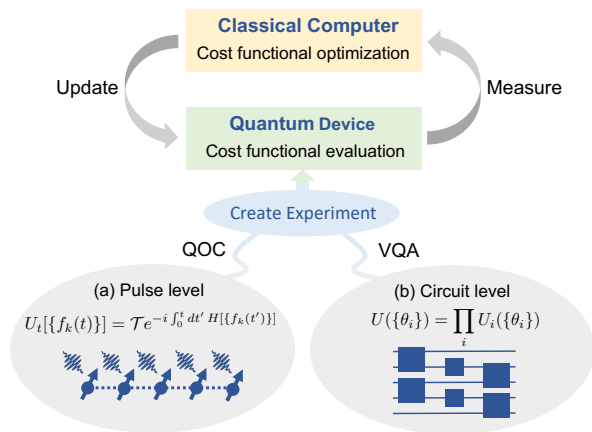 Classical Computer
Cost functional optimization
Update
Measure
Quantum Device
Cost functional evaluation
Create Experiment
QOC
VQA
(a) Pulse level
U_t[{f_k(t)}] = 𝒯e^{-i ∫_0^t dt' H[{f_k(t')}]}
(b) Circuit level
U({θ_i}) = ∏_i U_i({θ_i})